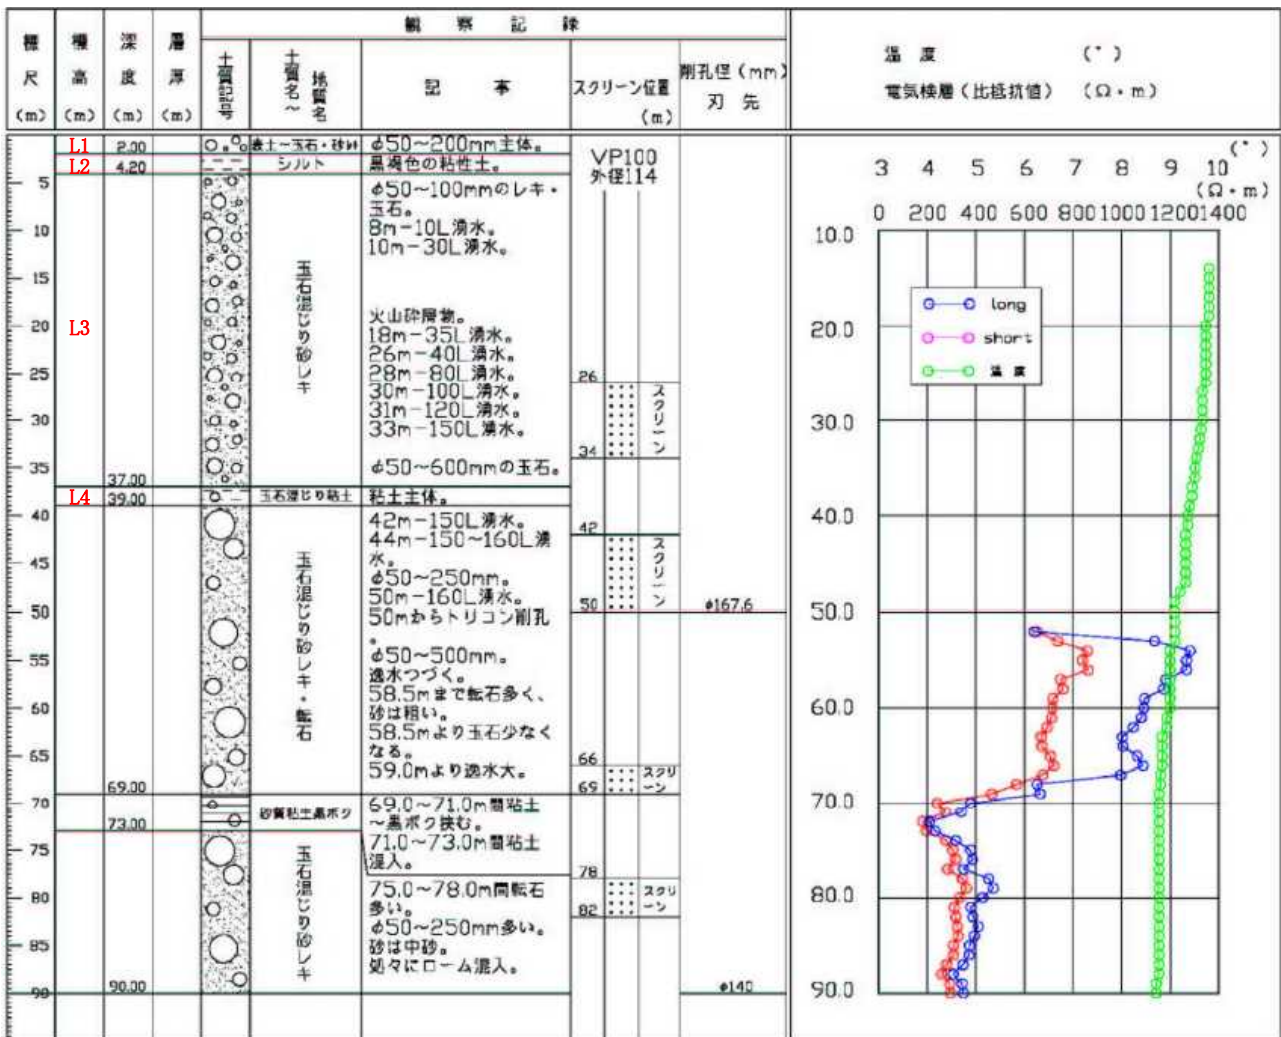 観 察 記 録
標尺(m)
標高(m)
深度(m)
層厚(m)
土質記号
土質名~地質名
記 事
スクリーン位置(m)
削孔径(mm)
刃 先
温 度 (°)
電気検層(比抵抗値) (Ω・m)
L1
2.00
表土~玉石・砂
φ50~200mm主体。
L2
4.20
シルト
黒褐色の粘性土。
VP100
外径114
L3
37.00
玉石混じり砂レキ
φ50~100mmのレキ・
玉石。
8m-10L湧水。
10m-30L湧水。
火山砕屑物。
18m-35L湧水。
26m-40L湧水。
28m-80L湧水。
30m-100L湧水。
31m-120L湧水。
33m-150L湧水。
φ50~600mmの玉石。
26
スクリーン
34
L4
39.00
玉石混じり粘土
粘土主体。
69.00
玉石混じり砂レキ・転石
42m-150L湧水。
44m-150~160L湧
水。
φ50~250mm。
50m-160L湧水。
50mからトリコン削孔
。
φ50~500mm。
逸水つづく。
58.5mまで転石多く、
砂は粗い。
58.5mより玉石少なく
なる。
59.0mより逸水大。
42
スクリーン
50
φ167.6
66
スクリーン
69
73.00
砂質粘土黒ボク
69.0~71.0m間粘土
~黒ボク挟む。
71.0~73.0m間粘土
混入。
90.00
玉石混じり砂レキ
75.0~78.0m間転石
多い。
φ50~250mm多い。
砂は中砂。
処々にローム混入。
78
スクリーン
82
φ140
5
10
15
20
25
30
35
40
45
50
55
60
65
70
75
80
85
90
(°)
3 4 5 6 7 8 9 10
(Ω・m)
0 200 400 600 800 1000 1200 1400
10.0
20.0
30.0
40.0
50.0
60.0
70.0
80.0
90.0
long
short
温 度